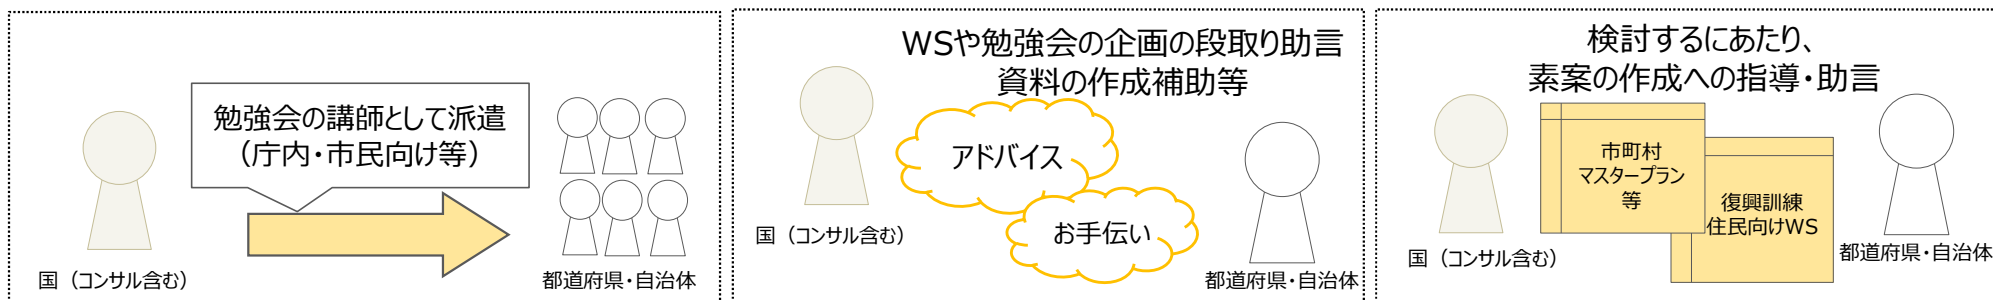 勉強会の講師として派遣
（庁内・市民向け等）
国（コンサル含む）
都道府県・自治体
WSや勉強会の企画の段取り助言
資料の作成補助等
アドバイス
お手伝い
国（コンサル含む）
都道府県・自治体
検討するにあたり、
素案の作成への指導・助言
市町村
マスタープラン
等
復興訓練
住民向けWS
国（コンサル含む）
都道府県・自治体